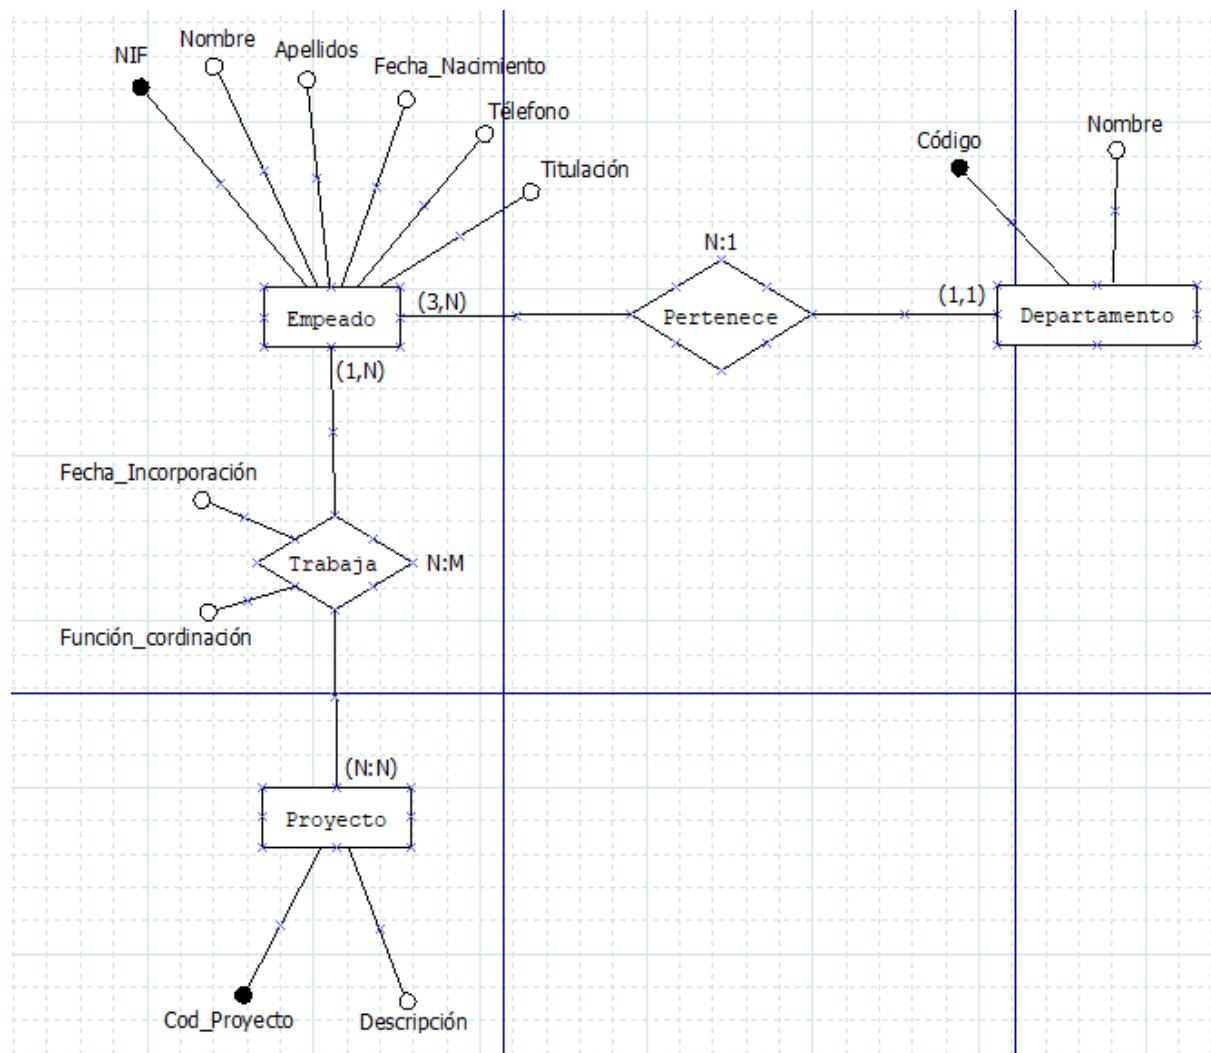 NIF
Nombre
Apellidos
Fecha_Nacimiento
Télefono
Titulación
Código
Nombre
N:1
Empeado
(3,N)
Pertenece
(1,1)
Departamento
(1,N)
Fecha_Incorporación
Trabaja
N:M
Función_cordinación
(N:N)
Proyecto
Cod_Proyecto
Descripción